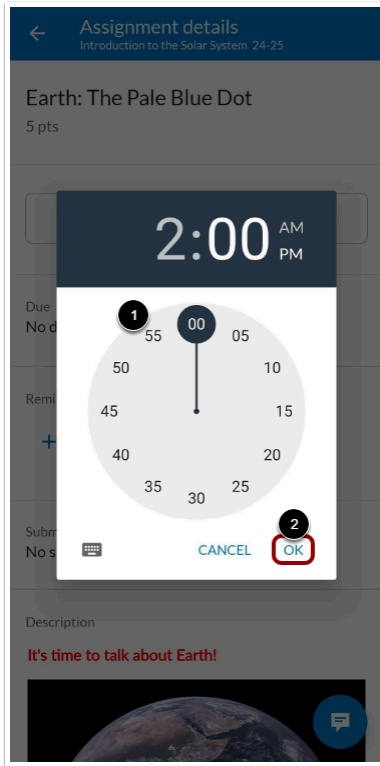 Assignment details
Introduction to the Solar System 24-25
Earth: The Pale Blue Dot
5 pts
2:00 AM
PM
Due
No d
1
00
55
05
50
10
45
15
Remi
+
40
20
35
25
30
2
Subm
No s
CANCEL
OK
Description
It's time to talk about Earth!